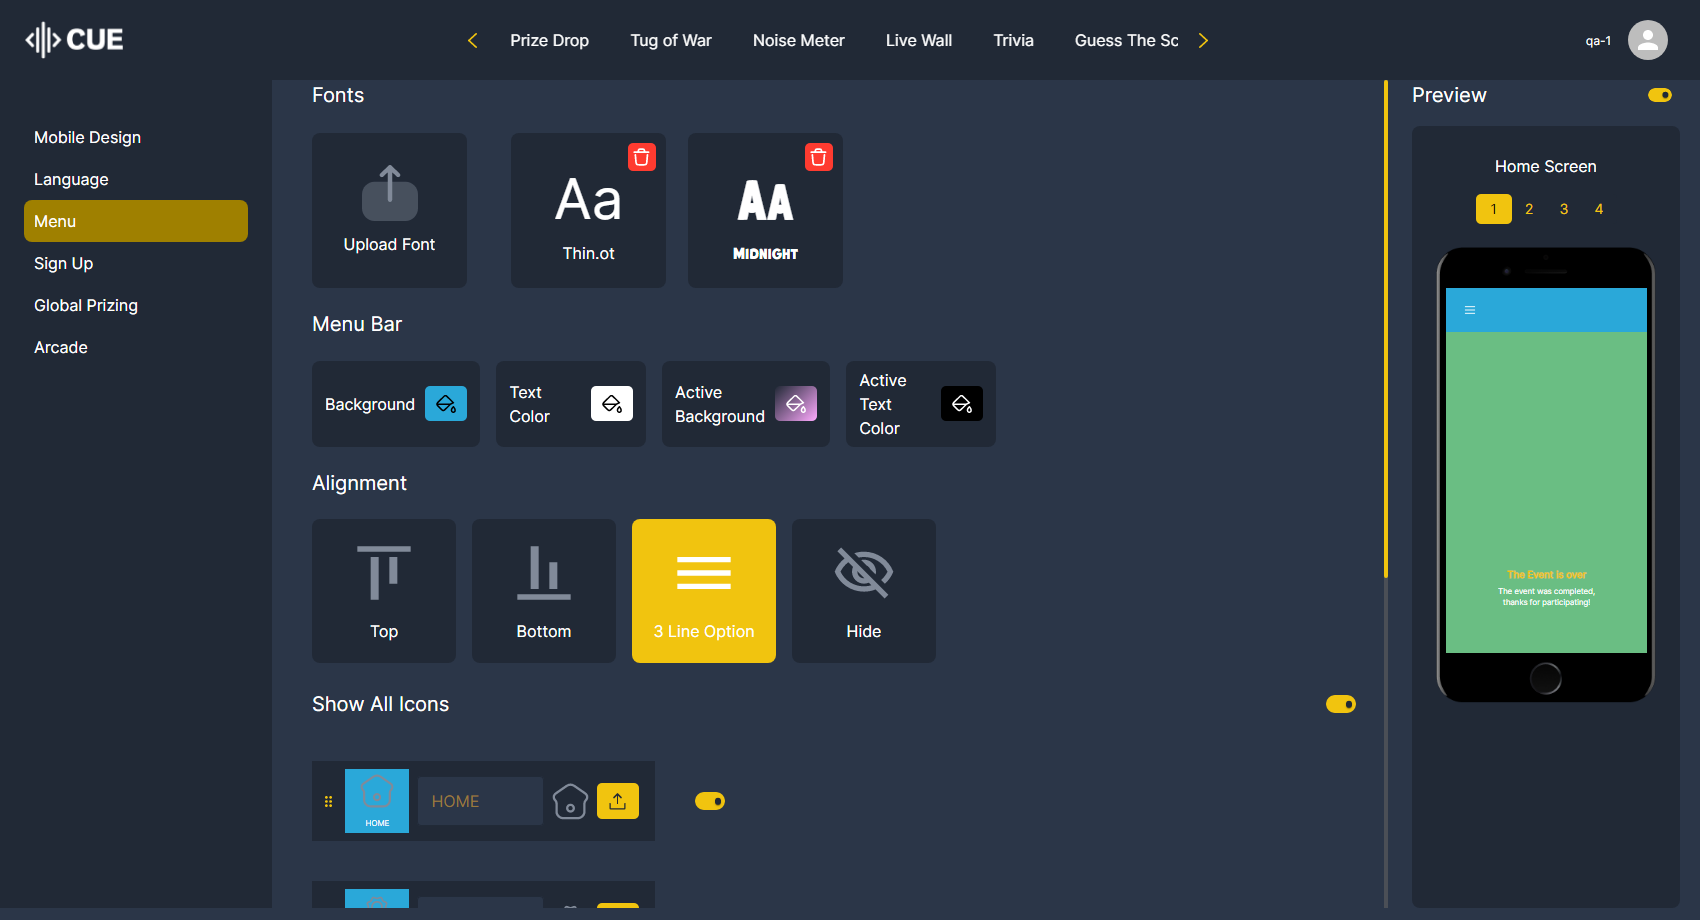 CUE
Prize Drop
Tug of War
Noise Meter
Live Wall
Trivia
Guess The Sc
qa-1
Mobile Design
Language
Menu
Sign Up
Global Prizing
Arcade
Fonts
Upload Font
Aa
Thin.ot
AA
MIDNIGHT
Menu Bar
Background
Text
Color
Active
Background
Active
Text
Color
Alignment
Top
Bottom
3 Line Option
Hide
Show All Icons
HOME
HOME
Preview
Home Screen
1 2 3 4
The Event is over
The event was completed,
thanks for participating!